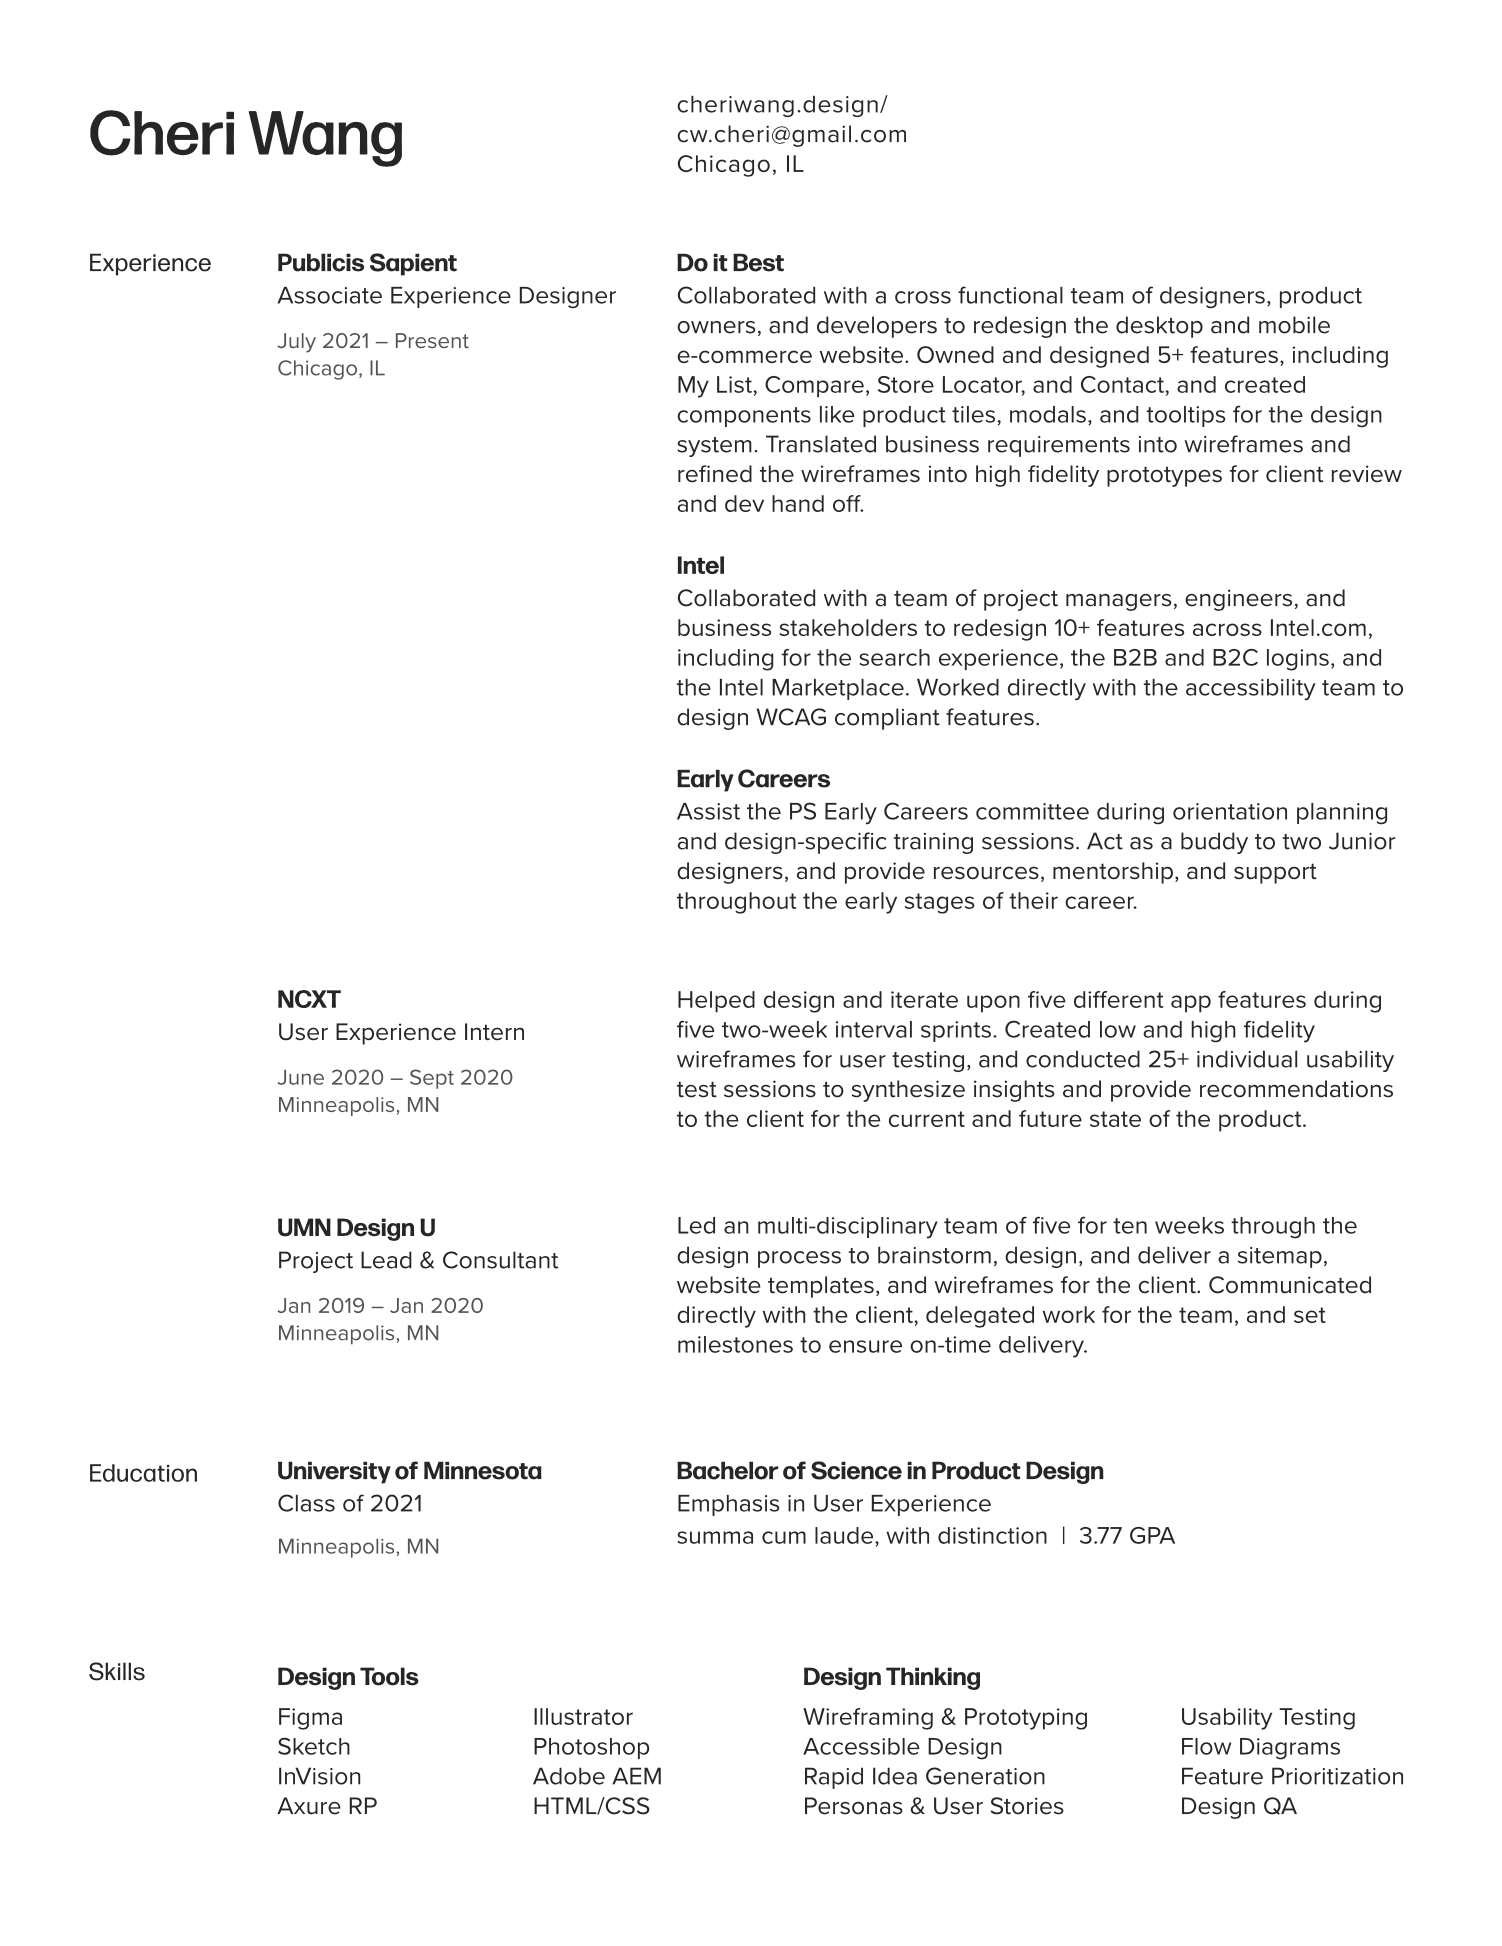 Cheri Wang
cheriwang.design/
cw.cheri@gmail.com
Chicago, IL
Experience
Publicis Sapient
Associate Experience Designer
July 2021 – Present
Chicago, IL
Do it Best
Collaborated with a cross functional team of designers, product
owners, and developers to redesign the desktop and mobile
e-commerce website. Owned and designed 5+ features, including
My List, Compare, Store Locator, and Contact, and created
components like product tiles, modals, and tooltips for the design
system. Translated business requirements into wireframes and
refined the wireframes into high fidelity prototypes for client review
and dev hand off.
Intel
Collaborated with a team of project managers, engineers, and
business stakeholders to redesign 10+ features across Intel.com,
including for the search experience, the B2B and B2C logins, and
the Intel Marketplace. Worked directly with the accessibility team to
design WCAG compliant features.
Early Careers
Assist the PS Early Careers committee during orientation planning
and design-specific training sessions. Act as a buddy to two Junior
designers, and provide resources, mentorship, and support
throughout the early stages of their career.
NCXT
User Experience Intern
June 2020 – Sept 2020
Minneapolis, MN
Helped design and iterate upon five different app features during
five two-week interval sprints. Created low and high fidelity
wireframes for user testing, and conducted 25+ individual usability
test sessions to synthesize insights and provide recommendations
to the client for the current and future state of the product.
UMN Design U
Project Lead & Consultant
Jan 2019 – Jan 2020
Minneapolis, MN
Led an multi-disciplinary team of five for ten weeks through the
design process to brainstorm, design, and deliver a sitemap,
website templates, and wireframes for the client. Communicated
directly with the client, delegated work for the team, and set
milestones to ensure on-time delivery.
Education
University of Minnesota
Class of 2021
Minneapolis, MN
Bachelor of Science in Product Design
Emphasis in User Experience
summa cum laude, with distinction | 3.77 GPA
Skills
Design Tools
Figma
Sketch
InVision
Axure RP
Illustrator
Photoshop
Adobe AEM
HTML/CSS
Design Thinking
Wireframing & Prototyping
Accessible Design
Rapid Idea Generation
Personas & User Stories
Usability Testing
Flow Diagrams
Feature Prioritization
Design QA